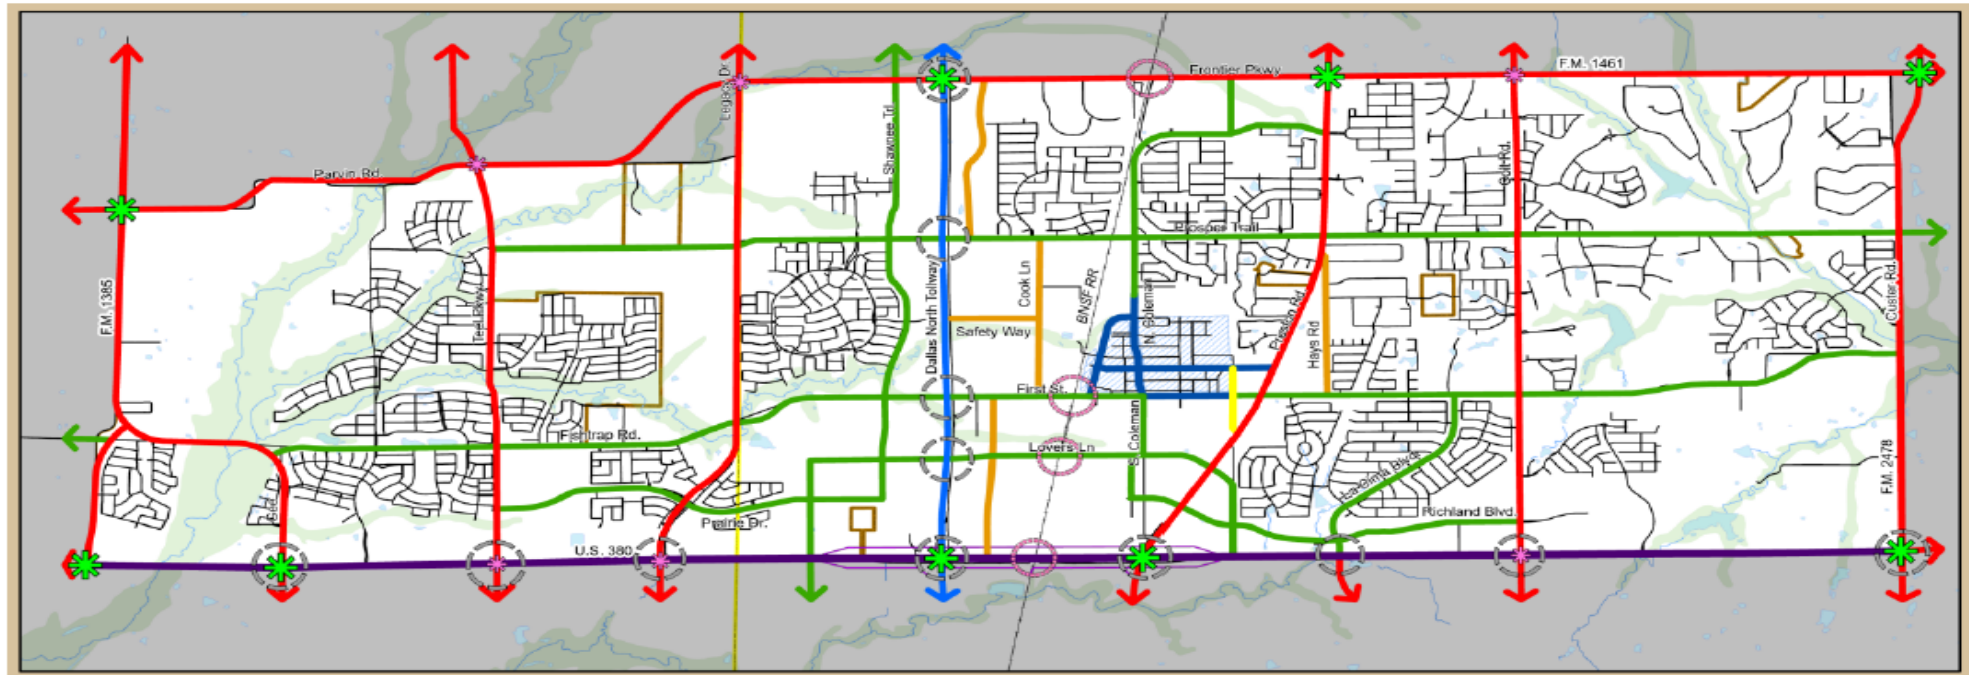 F.M. 1461
Frontier Pkwy
Legacy Dr
Shawnee Trl
Coit Rd.
Parvin Rd.
Prosper Trail
F.M. 1385
Teel Pkwy
Dallas North Tollway
Cook Ln
BNSF RR
N. Coleman
Preston Rd.
Hays Rd
Custer Rd.
Safety Way
First St.
Fishtrap Rd.
Lovers Ln
S. Coleman
La Cima Blvd.
F.M. 2478
Gee
Prairie Dr.
Richland Blvd.
U.S. 380